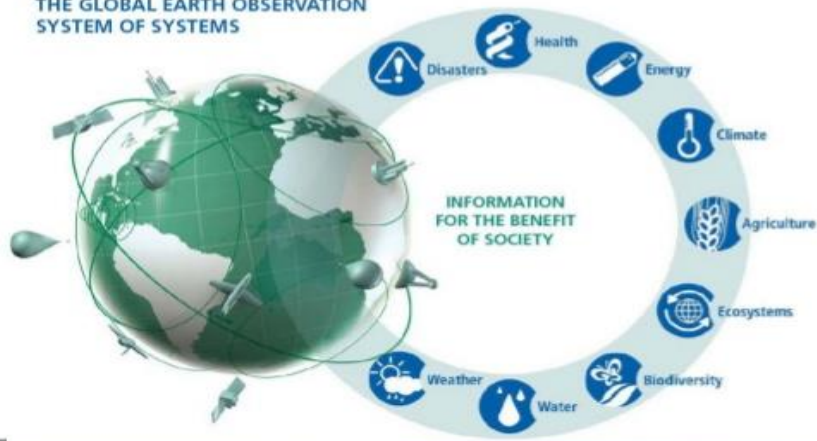 THE GLOBAL EARTH OBSERVATION
SYSTEM OF SYSTEMS
Health
Disasters
Energy
Climate
INFORMATION
FOR THE BENEFIT
OF SOCIETY
Agriculture
Ecosystems
Weather
Biodiversity
Water